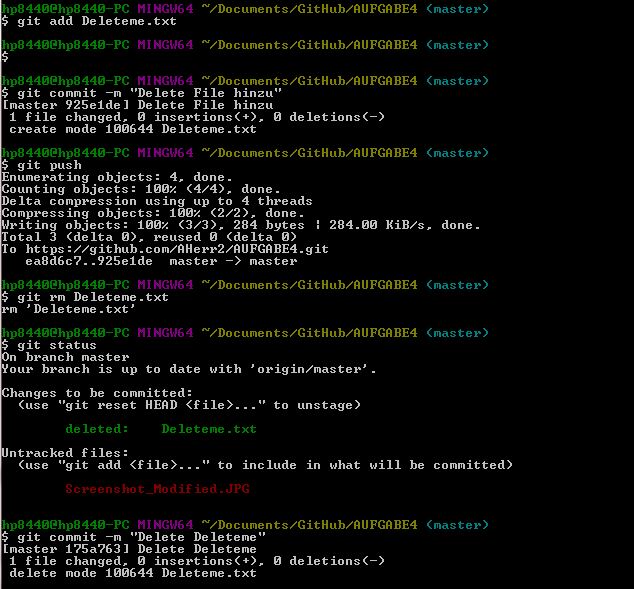 hp8440@hp8440-PC MINGW64 ~/Documents/GitHub/AUFGABE4 (master)
$ git add Deleteme.txt
hp8440@hp8440-PC MINGW64 ~/Documents/GitHub/AUFGABE4 (master)
$
hp8440@hp8440-PC MINGW64 ~/Documents/GitHub/AUFGABE4 (master)
$ git commit -m "Delete File hinzu"
[master 925e1de] Delete File hinzu
 1 file changed, 0 insertions(+), 0 deletions(-)
 create mode 100644 Deleteme.txt
hp8440@hp8440-PC MINGW64 ~/Documents/GitHub/AUFGABE4 (master)
$ git push
Enumerating objects: 4, done.
Counting objects: 100% (4/4), done.
Delta compression using up to 4 threads
Compressing objects: 100% (2/2), done.
Writing objects: 100% (3/3), 284 bytes | 284.00 KiB/s, done.
Total 3 (delta 0), reused 0 (delta 0)
To https://github.com/AHerr2/AUFGABE4.git
   ea8d6c7..925e1de  master -> master
hp8440@hp8440-PC MINGW64 ~/Documents/GitHub/AUFGABE4 (master)
$ git rm Deleteme.txt
rm 'Deleteme.txt'
hp8440@hp8440-PC MINGW64 ~/Documents/GitHub/AUFGABE4 (master)
$ git status
On branch master
Your branch is up to date with 'origin/master'.
Changes to be committed:
  (use "git reset HEAD <file>..." to unstage)
        deleted:    Deleteme.txt
Untracked files:
  (use "git add <file>..." to include in what will be committed)
        Screenshot_Modified.JPG
hp8440@hp8440-PC MINGW64 ~/Documents/GitHub/AUFGABE4 (master)
$ git commit -m "Delete Deleteme"
[master 175a763] Delete Deleteme
 1 file changed, 0 insertions(+), 0 deletions(-)
 delete mode 100644 Deleteme.txt